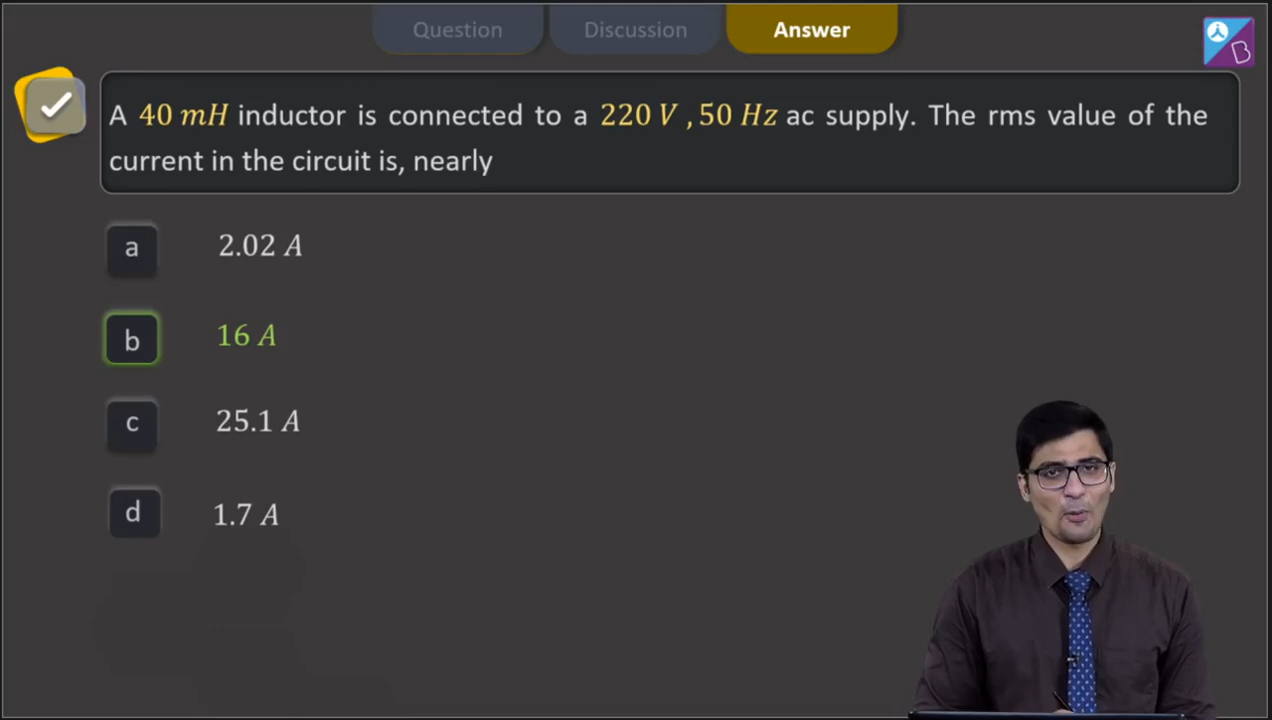 Question Discussion Answer
A 40 mH inductor is connected to a 220 V , 50 Hz ac supply. The rms value of the
current in the circuit is, nearly
a 2.02 A
b 16 A
c 25.1 A
d 1.7 A